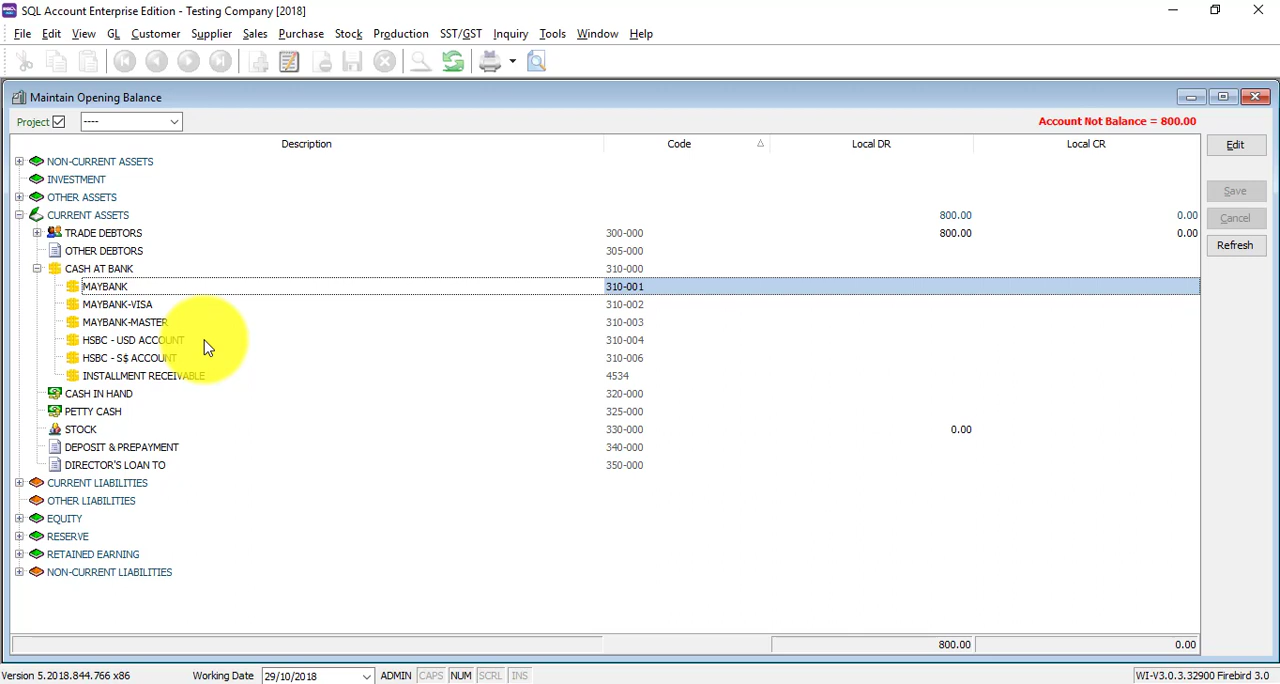 SQL Account Enterprise Edition - Testing Company [2018]
File Edit View GL Customer Supplier Sales Purchase Stock Production SST/GST Inquiry Tools Window Help
Maintain Opening Balance
Project ---- Account Not Balance = 800.00
Description Code Local DR Local CR
Edit
NON-CURRENT ASSETS
INVESTMENT
Save
OTHER ASSETS
CURRENT ASSETS 800.00 0.00
Cancel
TRADE DEBTORS 300-000 800.00 0.00
Refresh
OTHER DEBTORS 305-000
CASH AT BANK 310-000
MAYBANK 310-001
MAYBANK-VISA 310-002
MAYBANK-MASTER 310-003
HSBC - USD ACCOUNT 310-004
HSBC - S$ ACCOUNT 310-006
INSTALLMENT RECEIVABLE 4534
CASH IN HAND 320-000
PETTY CASH 325-000
STOCK 330-000 0.00
DEPOSIT & PREPAYMENT 340-000
DIRECTOR'S LOAN TO 350-000
CURRENT LIABILITIES
OTHER LIABILITIES
EQUITY
RESERVE
RETAINED EARNING
NON-CURRENT LIABILITIES
800.00 0.00
Version 5.2018.844.766 x86 Working Date 29/10/2018 ADMIN CAPS NUM SCRL INS WI-V3.0.3.32900 Firebird 3.0